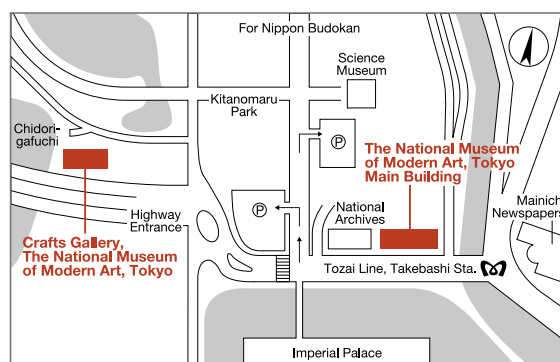 For Nippon Budokan
Science
Museum
Kitanomaru
Park
Chidori-
gafuchi
P
The National Museum
of Modern Art, Tokyo
Main Building
P
National
Archives
Mainichi
Newspapers
Highway
Entrance
Crafts Gallery,
The National Museum
of Modern Art, Tokyo
Tozai Line, Takebashi Sta.
Imperial Palace